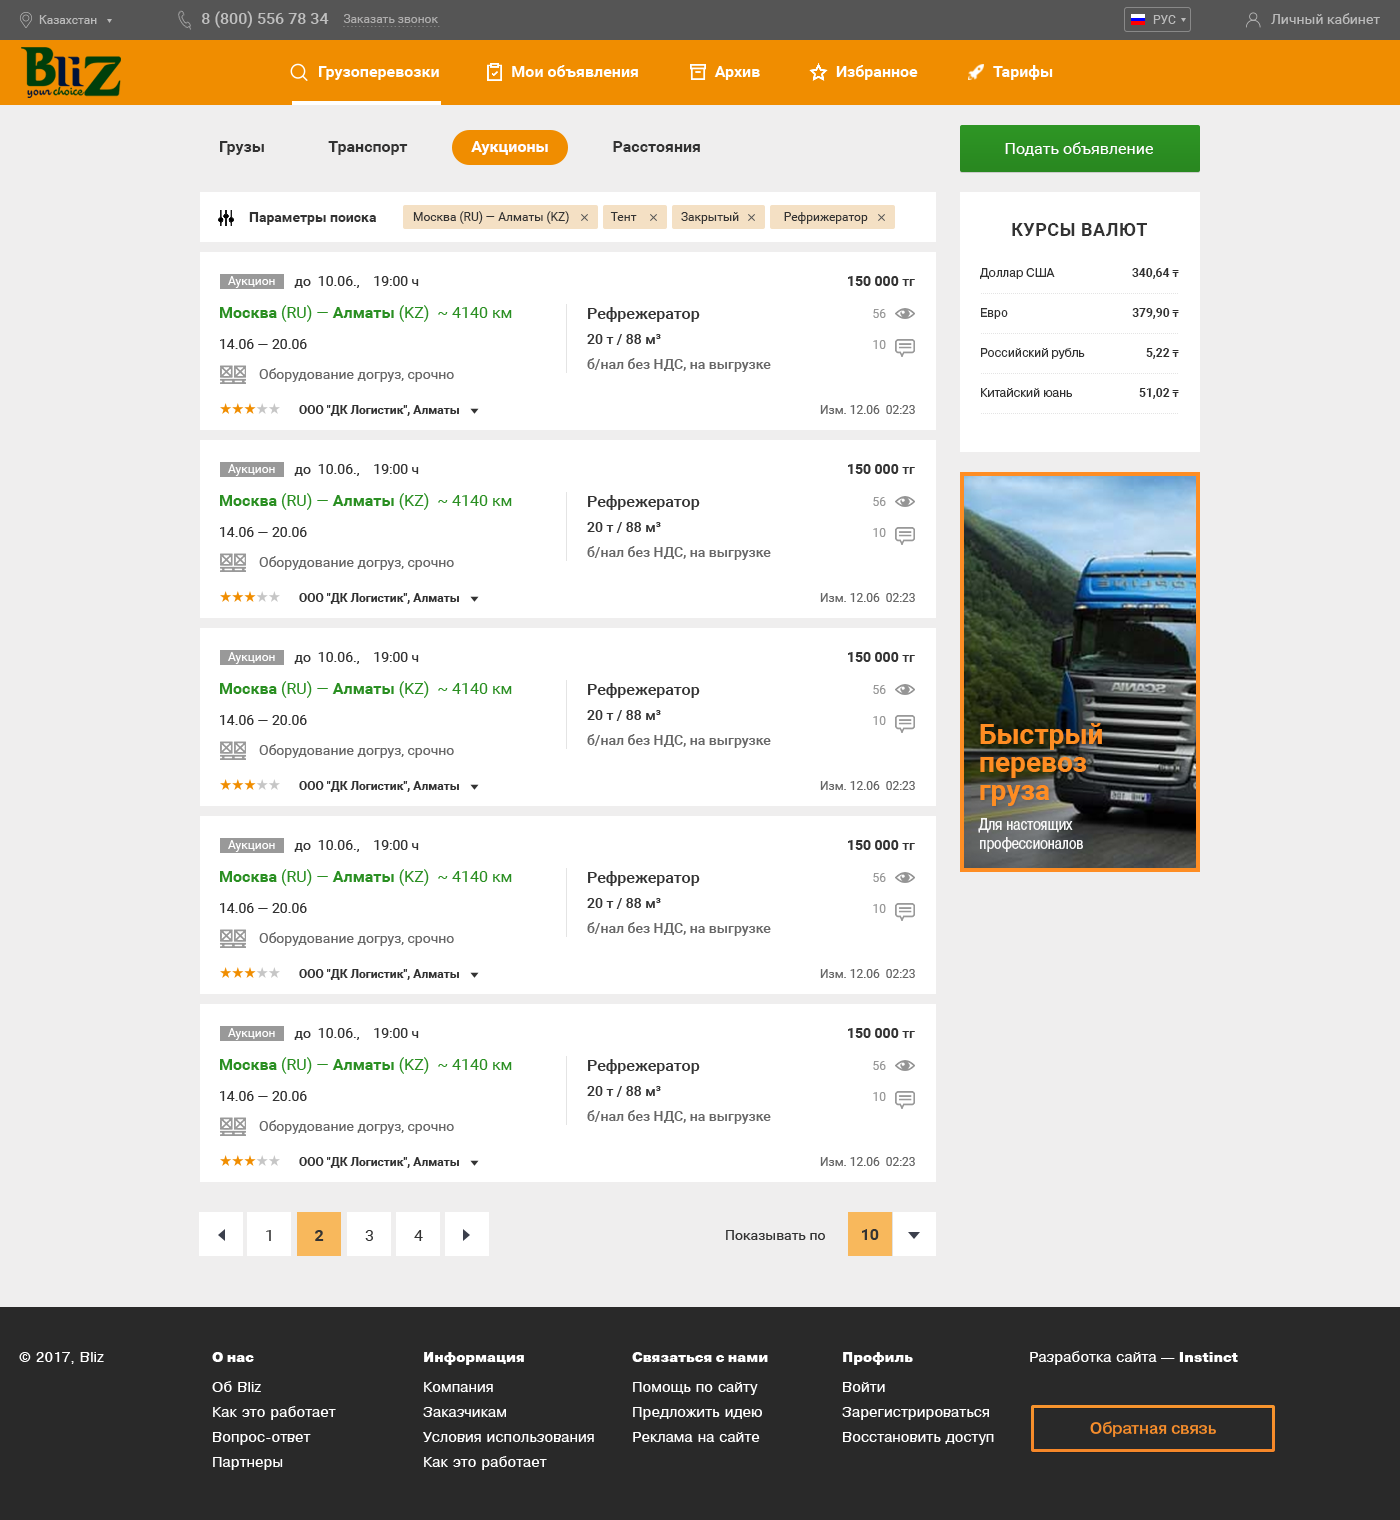 Казахстан
8 (800) 556 78 34
Заказать звонок
РУС
Личный кабинет
Bliz
your choice
Грузоперевозки
Мои объявления
Архив
Избранное
Тарифы
Грузы
Транспорт
Аукционы
Расстояния
Подать объявление
Параметры поиска
Москва (RU) — Алматы (KZ) ×
Тент ×
Закрытый ×
Рефрижератор ×
Аукцион до 10.06., 19:00 ч
150 000 тг
Москва (RU) — Алматы (KZ) ~ 4140 км
Рефрежератор
56
14.06 — 20.06
20 т / 88 м³
10
Оборудование догруз, срочно
б/нал без НДС, на выгрузке
ООО "ДК Логистик", Алматы
Изм. 12.06 02:23
Аукцион до 10.06., 19:00 ч
150 000 тг
Москва (RU) — Алматы (KZ) ~ 4140 км
Рефрежератор
56
14.06 — 20.06
20 т / 88 м³
10
Оборудование догруз, срочно
б/нал без НДС, на выгрузке
ООО "ДК Логистик", Алматы
Изм. 12.06 02:23
Аукцион до 10.06., 19:00 ч
150 000 тг
Москва (RU) — Алматы (KZ) ~ 4140 км
Рефрежератор
56
14.06 — 20.06
20 т / 88 м³
10
Оборудование догруз, срочно
б/нал без НДС, на выгрузке
ООО "ДК Логистик", Алматы
Изм. 12.06 02:23
Аукцион до 10.06., 19:00 ч
150 000 тг
Москва (RU) — Алматы (KZ) ~ 4140 км
Рефрежератор
56
14.06 — 20.06
20 т / 88 м³
10
Оборудование догруз, срочно
б/нал без НДС, на выгрузке
ООО "ДК Логистик", Алматы
Изм. 12.06 02:23
Аукцион до 10.06., 19:00 ч
150 000 тг
Москва (RU) — Алматы (KZ) ~ 4140 км
Рефрежератор
56
14.06 — 20.06
20 т / 88 м³
10
Оборудование догруз, срочно
б/нал без НДС, на выгрузке
ООО "ДК Логистик", Алматы
Изм. 12.06 02:23
1
2
3
4
Показывать по
10
КУРСЫ ВАЛЮТ
Доллар США 340,64 ₸
Евро 379,90 ₸
Российский рубль 5,22 ₸
Китайский юань 51,02 ₸
SCANIA
Быстрый
перевоз
груза
Для настоящих
профессионалов
© 2017, Bliz
О нас
Об Bliz
Как это работает
Вопрос-ответ
Партнеры
Информация
Компания
Заказчикам
Условия использования
Как это работает
Связаться с нами
Помощь по сайту
Предложить идею
Реклама на сайте
Профиль
Войти
Зарегистрироваться
Восстановить доступ
Разработка сайта — Instinct
Обратная связь